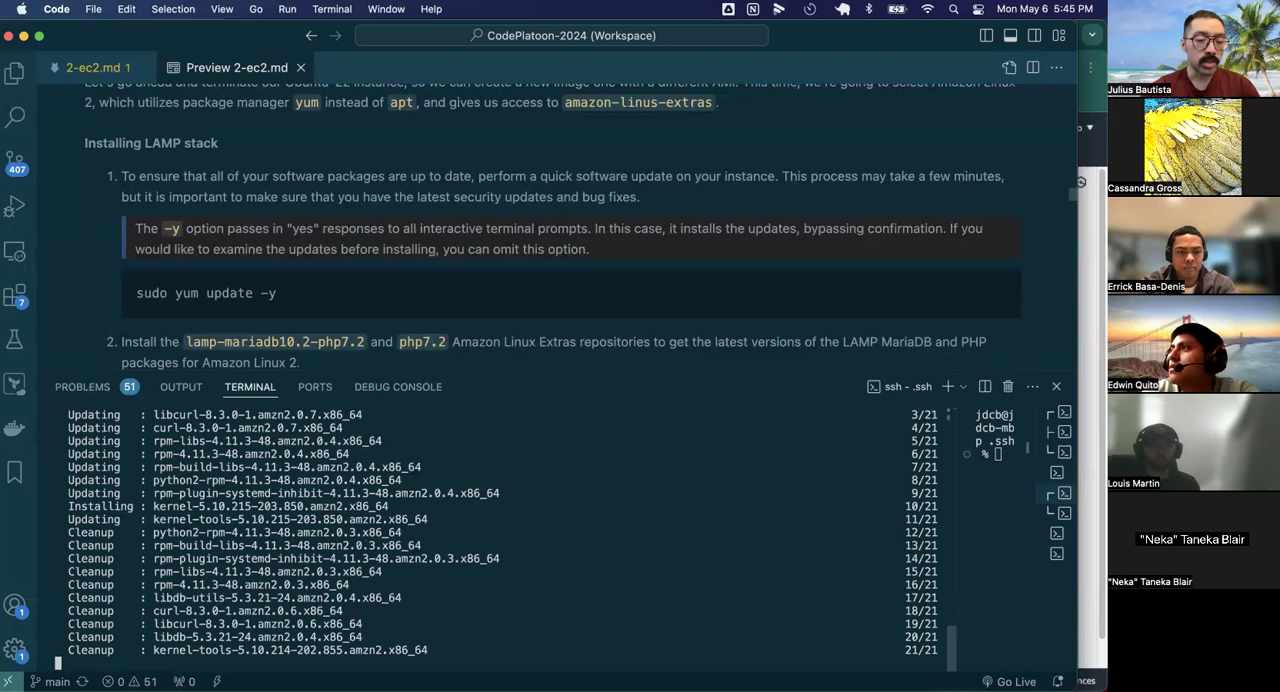 Code File Edit Selection View Go Run Terminal Window Help Mon May 6 5:45 PM
CodePlatoon-2024 (Workspace)
2-ec2.md 1 Preview 2-ec2.md
2, which utilizes package manager yum instead of apt, and gives us access to amazon-linus-extras.
Installing LAMP stack
1. To ensure that all of your software packages are up to date, perform a quick software update on your instance. This process may take a few minutes,
but it is important to make sure that you have the latest security updates and bug fixes.
The -y option passes in "yes" responses to all interactive terminal prompts. In this case, it installs the updates, bypassing confirmation. If you
would like to examine the updates before installing, you can omit this option.
sudo yum update -y
2. Install the lamp-mariadb10.2-php7.2 and php7.2 Amazon Linux Extras repositories to get the latest versions of the LAMP MariaDB and PHP
packages for Amazon Linux 2.
PROBLEMS 51 OUTPUT TERMINAL PORTS DEBUG CONSOLE ssh - .ssh
Updating : libcurl-8.3.0-1.amzn2.0.7.x86_64 3/21
Updating : curl-8.3.0-1.amzn2.0.7.x86_64 4/21
Updating : rpm-libs-4.11.3-48.amzn2.0.4.x86_64 5/21
Updating : rpm-4.11.3-48.amzn2.0.4.x86_64 6/21
Updating : rpm-build-libs-4.11.3-48.amzn2.0.4.x86_64 7/21
Updating : python2-rpm-4.11.3-48.amzn2.0.4.x86_64 8/21
Updating : rpm-plugin-systemd-inhibit-4.11.3-48.amzn2.0.4.x86_64 9/21
Installing : kernel-5.10.215-203.850.amzn2.x86_64 10/21
Updating : kernel-tools-5.10.215-203.850.amzn2.x86_64 11/21
Cleanup : python2-rpm-4.11.3-48.amzn2.0.3.x86_64 12/21
Cleanup : rpm-build-libs-4.11.3-48.amzn2.0.3.x86_64 13/21
Cleanup : rpm-plugin-systemd-inhibit-4.11.3-48.amzn2.0.3.x86_64 14/21
Cleanup : rpm-libs-4.11.3-48.amzn2.0.3.x86_64 15/21
Cleanup : rpm-4.11.3-48.amzn2.0.3.x86_64 16/21
Cleanup : libdb-utils-5.3.21-24.amzn2.0.4.x86_64 17/21
Cleanup : curl-8.3.0-1.amzn2.0.6.x86_64 18/21
Cleanup : libcurl-8.3.0-1.amzn2.0.6.x86_64 19/21
Cleanup : libdb-5.3.21-24.amzn2.0.4.x86_64 20/21
Cleanup : kernel-tools-5.10.214-202.855.amzn2.x86_64 21/21
jdcb@j
dcb-mb
p .ssh
%
407
7
1
1
main 0 51 0 Go Live
nces
Julius Bautista
Cassandra Gross
Errick Basa-Denis
Edwin Quito
Louis Martin
"Neka" Taneka Blair
"Neka" Taneka Blair